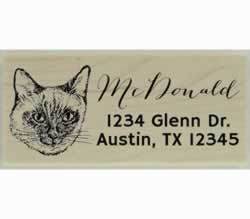 McDonald
1234 Glenn Dr.
Austin, TX 12345